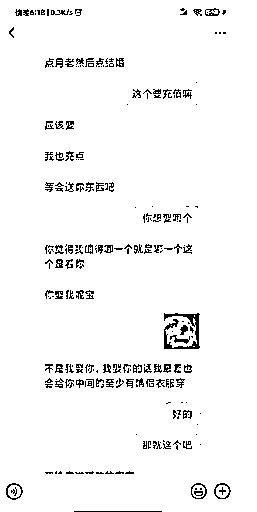 点月老然后点结婚
这个要充值嘛
应该要
我也充点
等会送你东西吧
你想要哪个
你觉得我值得哪一个就是哪一个这
个是看你
你要我呢宝
不是我要你，我要你的话我最差也
会给你中间的至少有情侣衣服穿
好的
那就这个吧